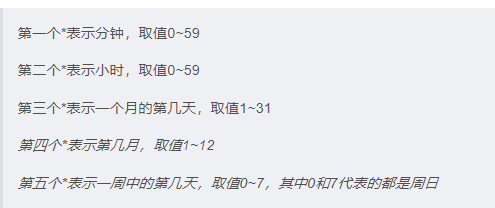 第一个*表示分钟，取值0~59
第二个*表示小时，取值0~59
第三个*表示一个月的第几天，取值1~31
第四个*表示第几月，取值1~12
第五个*表示一周中的第几天，取值0~7，其中0和7代表的都是周日